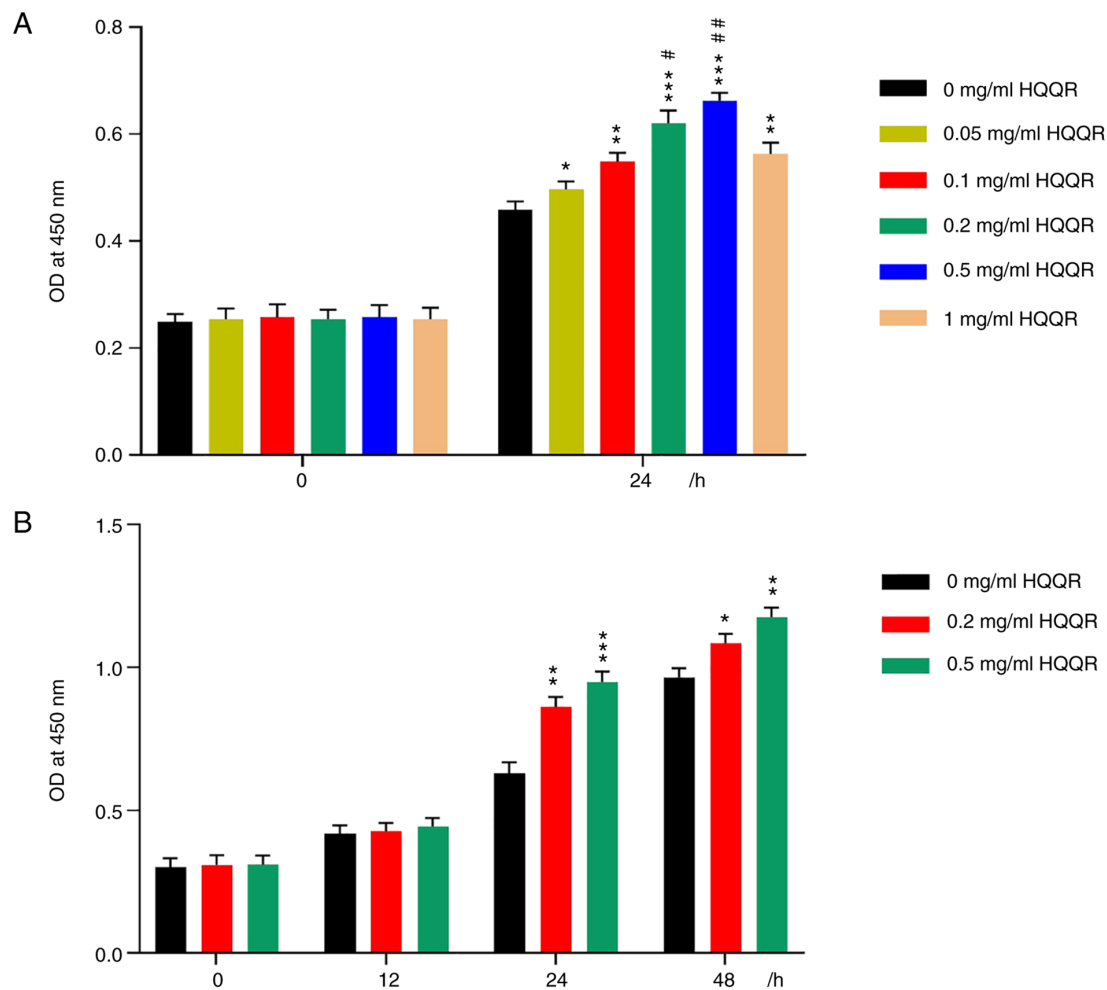 A
0.8
0.6
0.4
0.2
0.0
OD at 450 nm
*
**
*** #
*** ##
**
0
24
/h
0 mg/ml HQQR
0.05 mg/ml HQQR
0.1 mg/ml HQQR
0.2 mg/ml HQQR
0.5 mg/ml HQQR
1 mg/ml HQQR
B
1.5
1.0
0.5
0.0
OD at 450 nm
**
***
*
**
0
12
24
48
/h
0 mg/ml HQQR
0.2 mg/ml HQQR
0.5 mg/ml HQQR